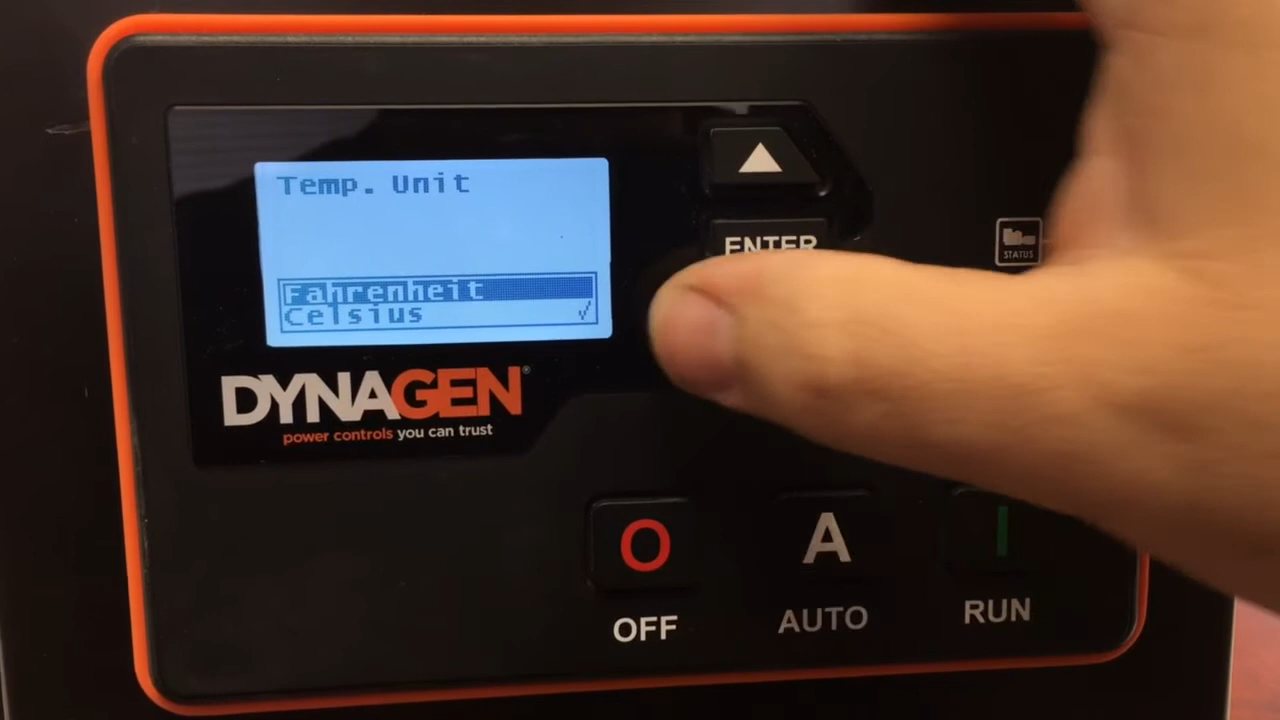 Temp. Unit
Fahrenheit
Celsius
DYNAGEN®
power controls you can trust
ENTER
STATUS
O
A
I
OFF
AUTO
RUN